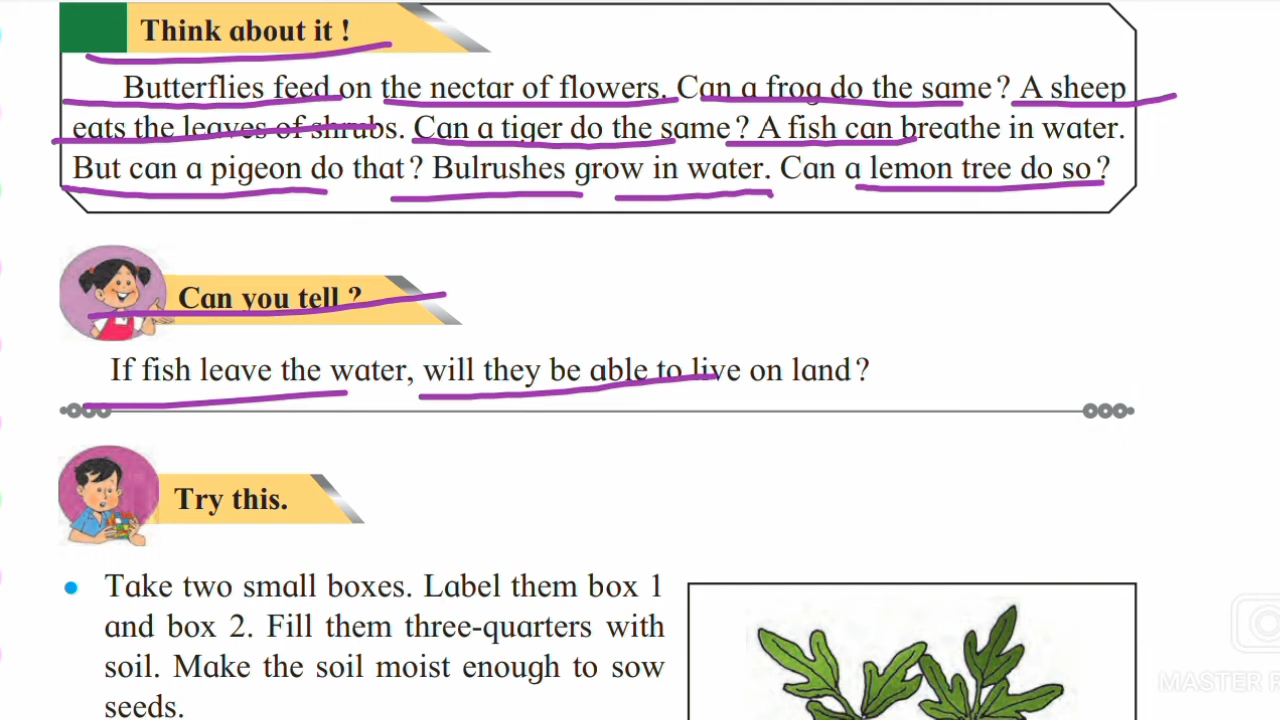 Think about it !
Butterflies feed on the nectar of flowers. Can a frog do the same ? A sheep
eats the leaves of shrubs. Can a tiger do the same ? A fish can breathe in water.
But can a pigeon do that ? Bulrushes grow in water. Can a lemon tree do so ?
Can you tell ?
If fish leave the water, will they be able to live on land ?
Try this.
Take two small boxes. Label them box 1
and box 2. Fill them three-quarters with
soil. Make the soil moist enough to sow
seeds.
MASTER R